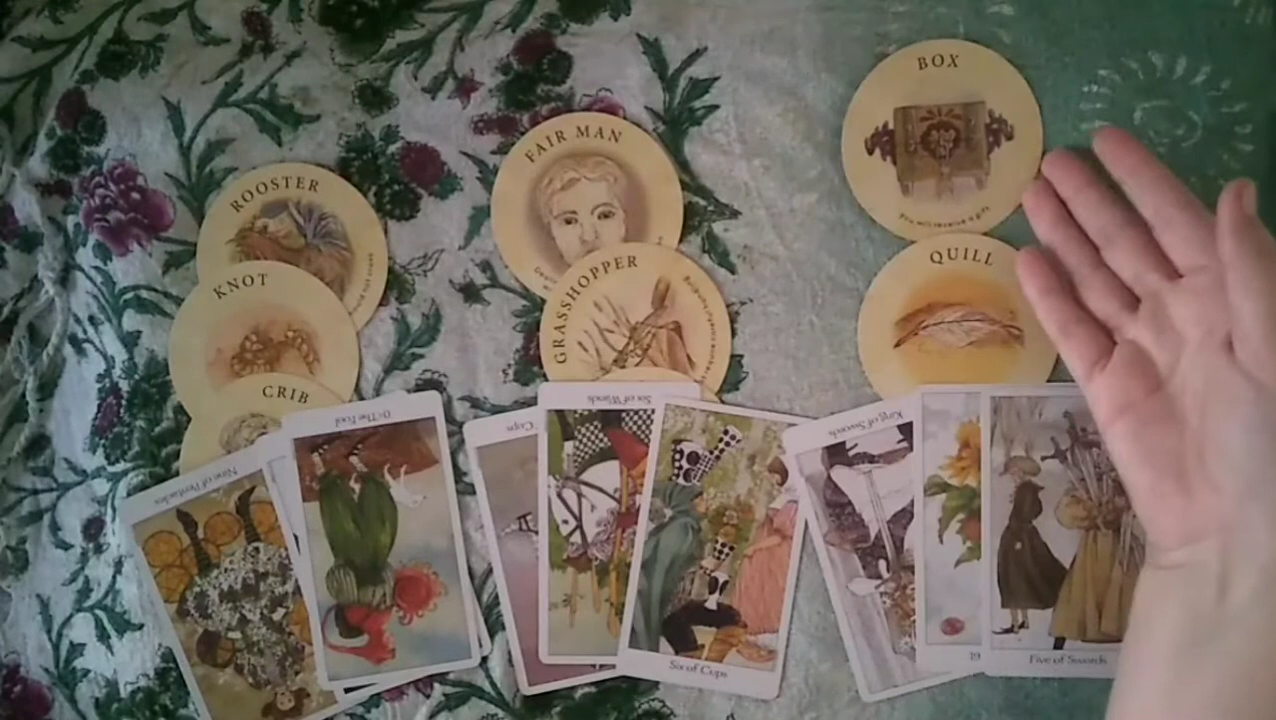 BOX
you will receive a gift
FAIR MAN
ROOSTER
QUILL
GRASSHOPPER
KNOT
CRIB
0-The Fool
Cups
Six of Wands
King of Swords
Nine of Pentacles
Six of Cups
Five of Swords